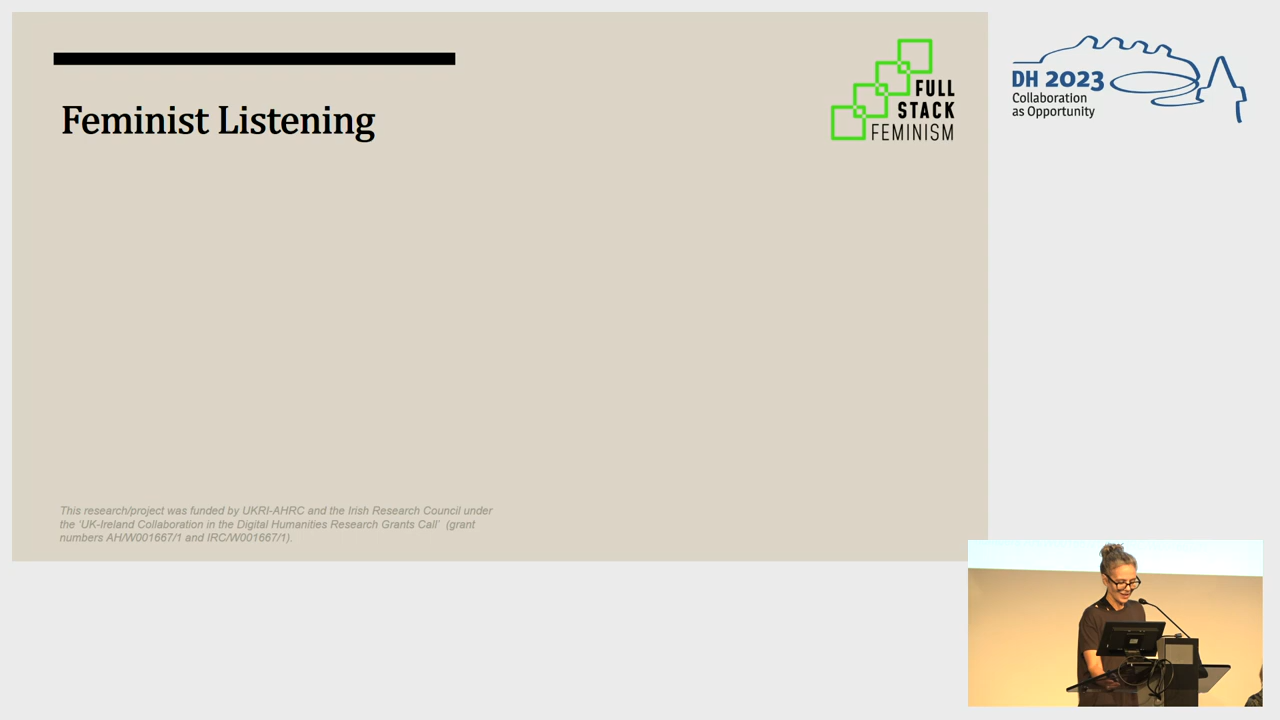 Feminist Listening
FULL
STACK
FEMINISM
DH 2023
Collaboration
as Opportunity
This research/project was funded by UKRI-AHRC and the Irish Research Council under
the 'UK-Ireland Collaboration in the Digital Humanities Research Grants Call' (grant
numbers AH/W001667/1 and IRC/W001667/1).